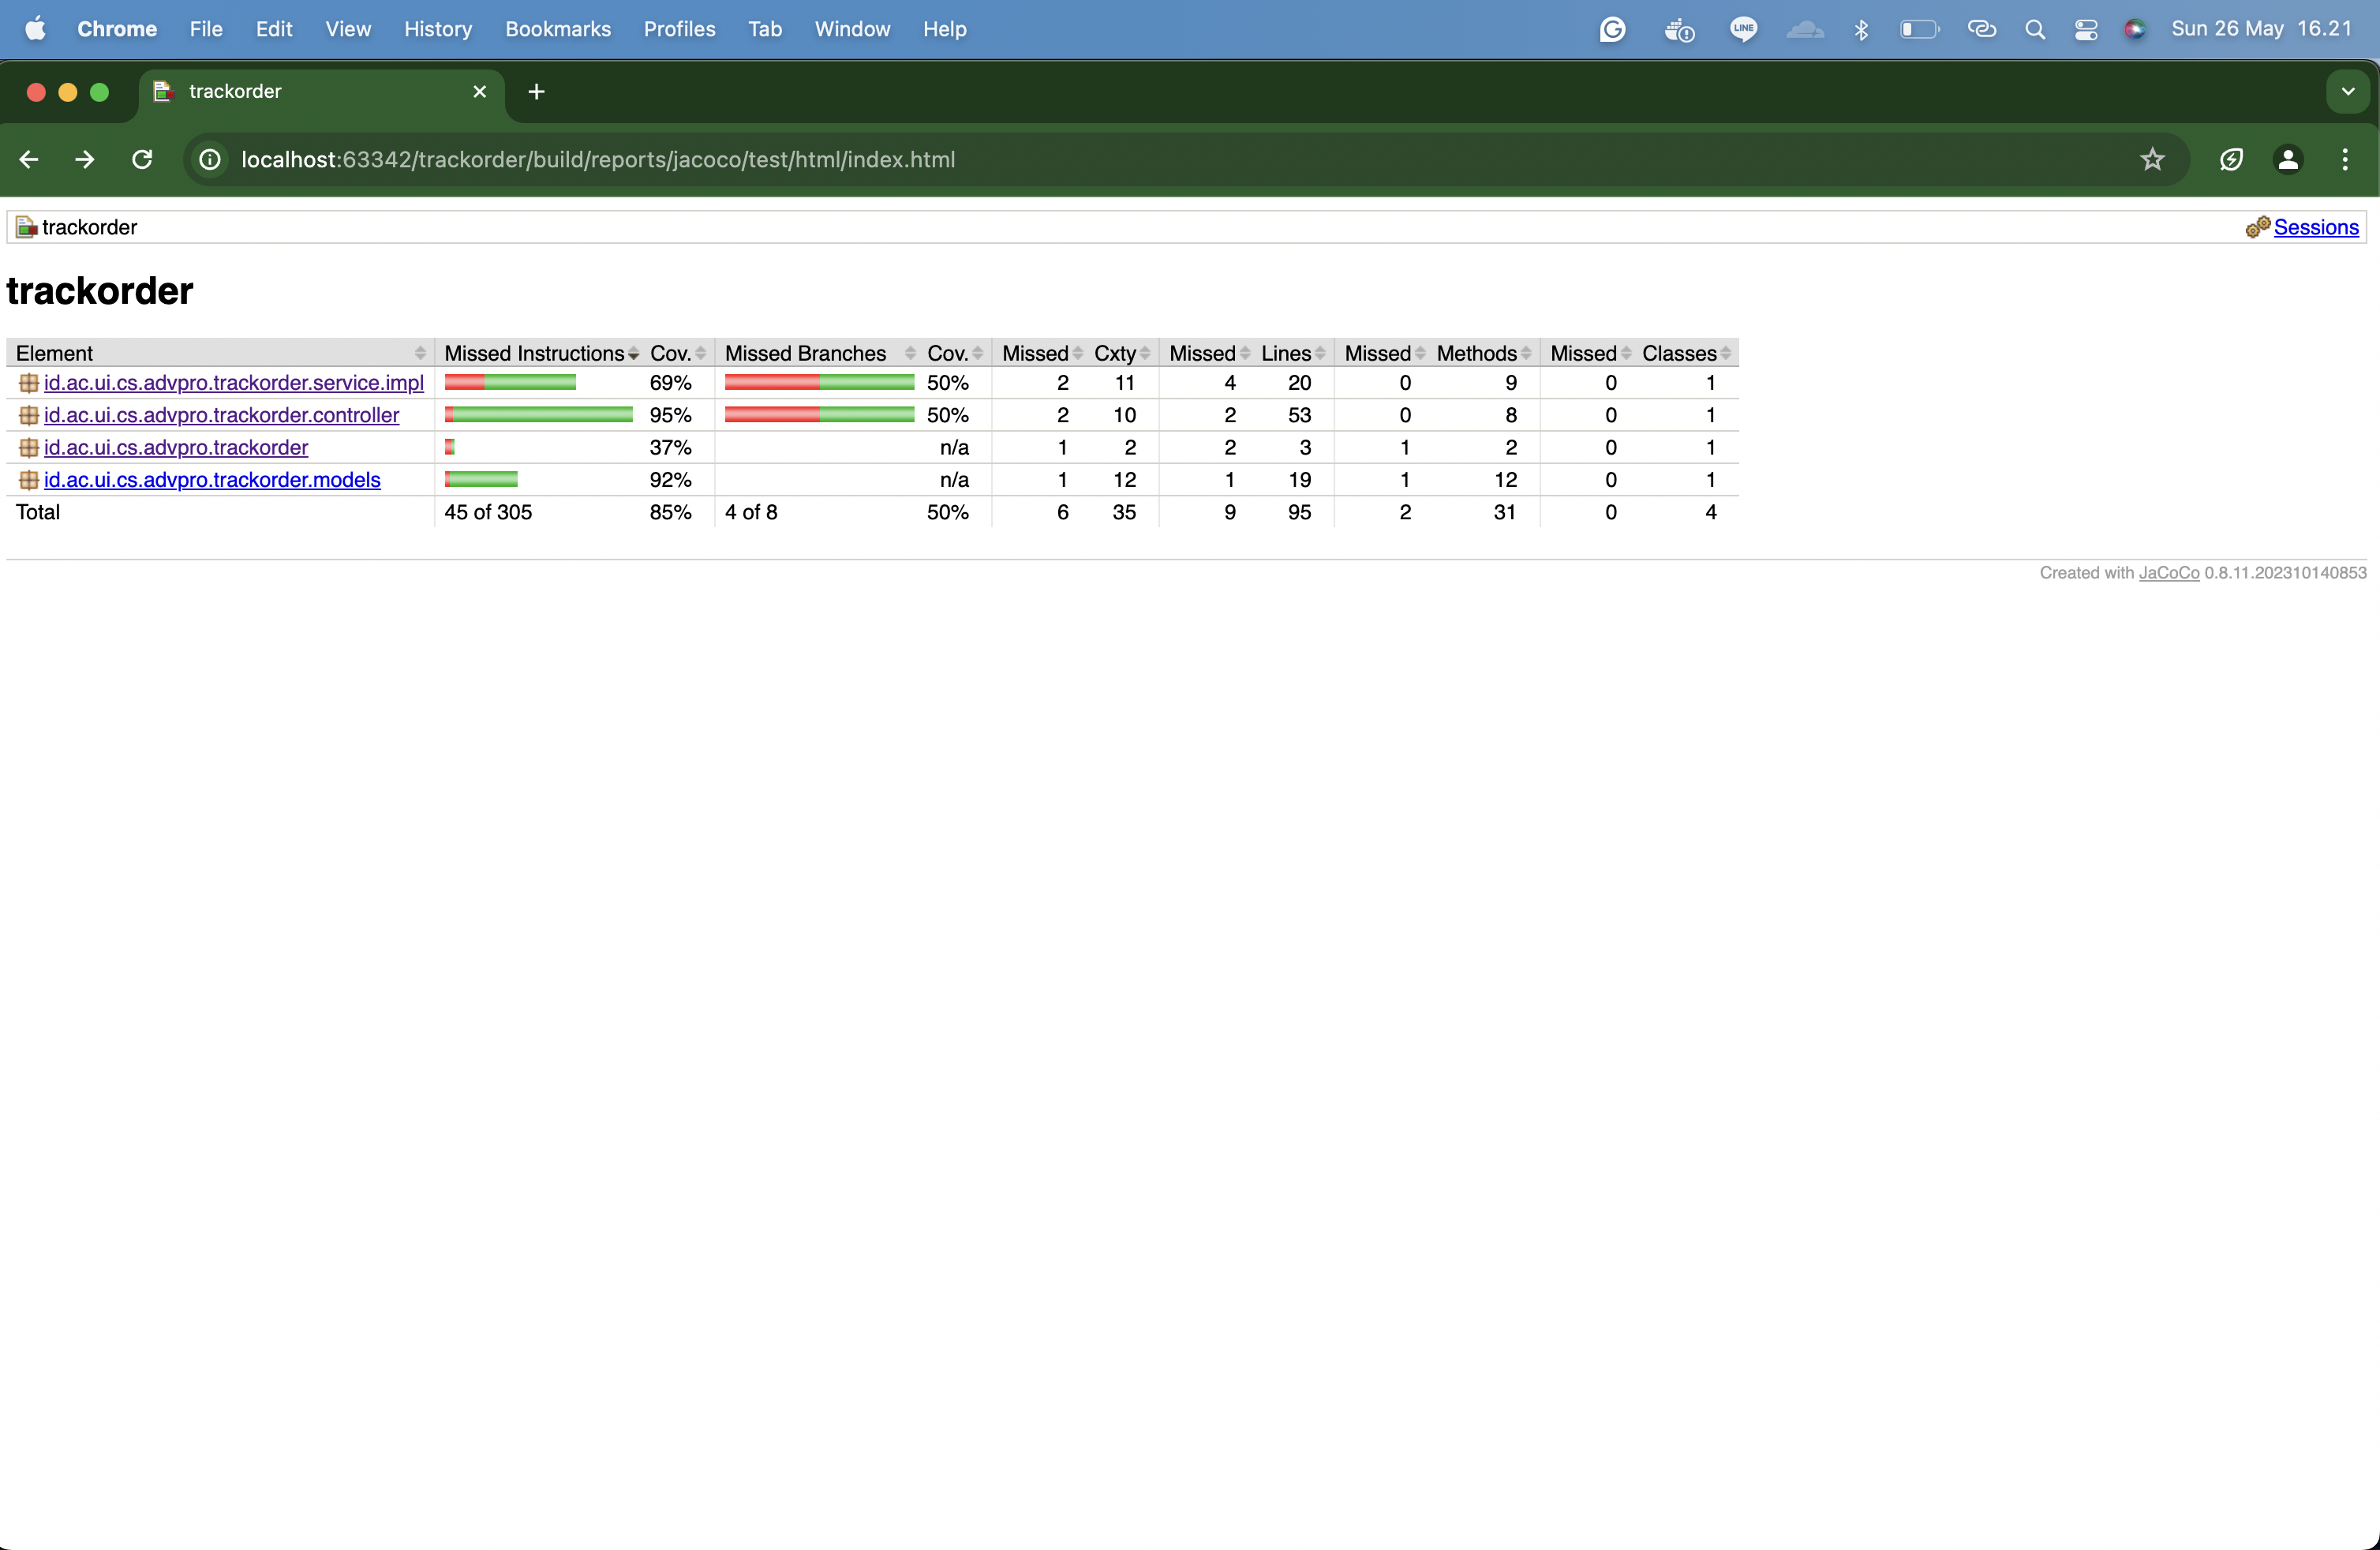 Chrome File Edit View History Bookmarks Profiles Tab Window Help LINE Sun 26 May 16.21
trackorder
localhost:63342/trackorder/build/reports/jacoco/test/html/index.html
trackorder Sessions
trackorder
Element Missed Instructions Cov. Missed Branches Cov. Missed Cxty Missed Lines Missed Methods Missed Classes
id.ac.ui.cs.advpro.trackorder.service.impl 69% 50% 2 11 4 20 0 9 0 1
id.ac.ui.cs.advpro.trackorder.controller 95% 50% 2 10 2 53 0 8 0 1
id.ac.ui.cs.advpro.trackorder 37% n/a 1 2 2 3 1 2 0 1
id.ac.ui.cs.advpro.trackorder.models 92% n/a 1 12 1 19 1 12 0 1
Total 45 of 305 85% 4 of 8 50% 6 35 9 95 2 31 0 4
Created with JaCoCo 0.8.11.202310140853